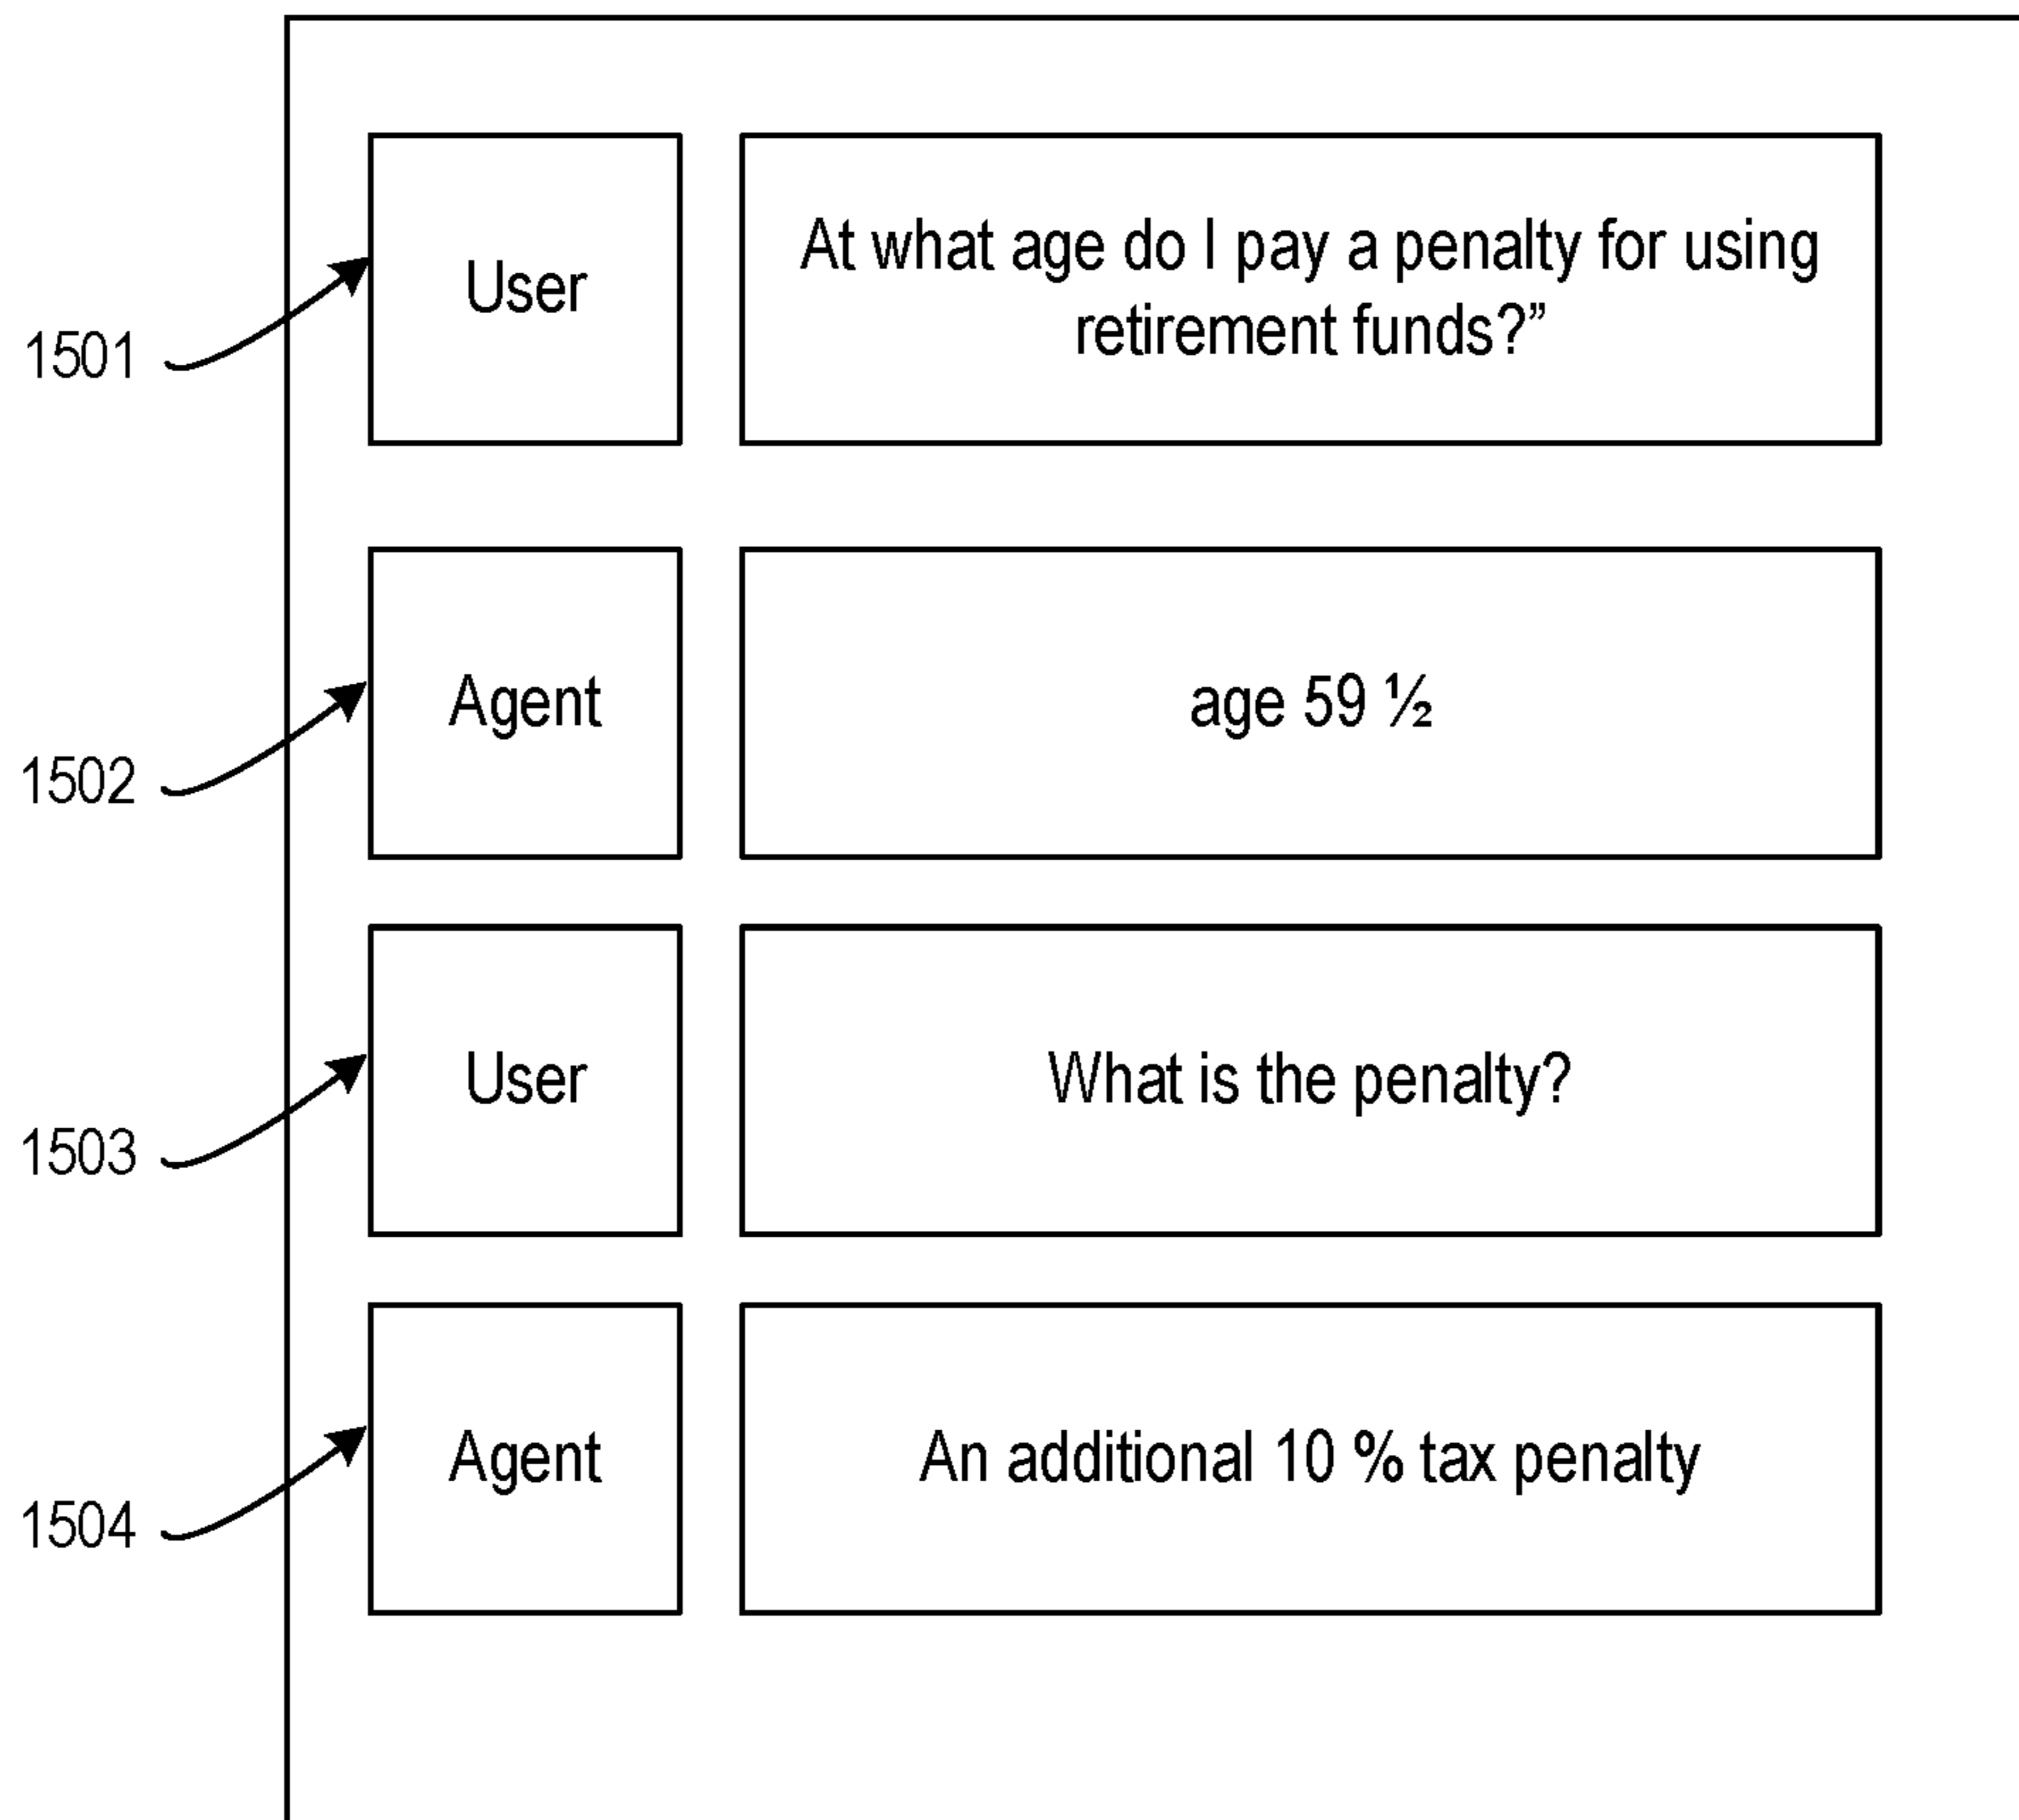 1501
User
At what age do I pay a penalty for using
retirement funds?”
1502
Agent
age 59 ½
1503
User
What is the penalty?
1504
Agent
An additional 10 % tax penalty